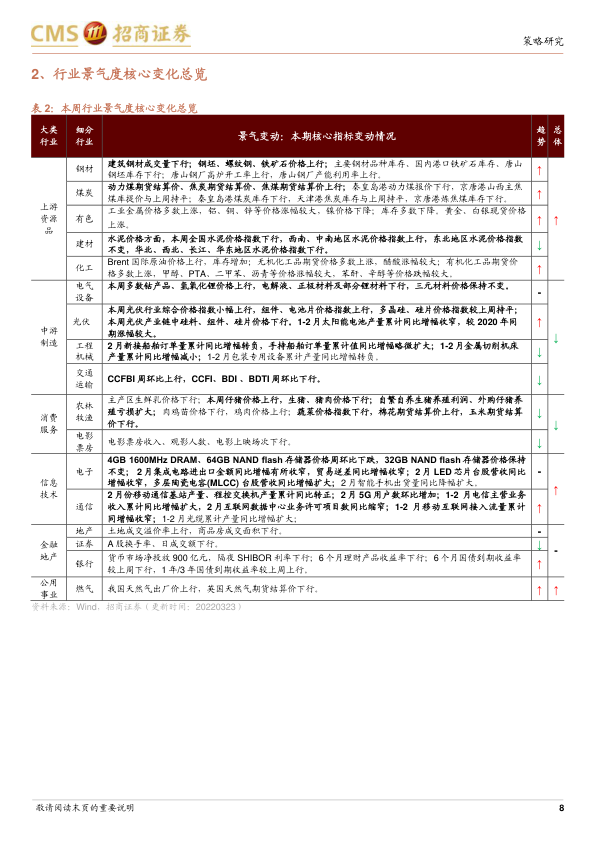 CMS 招商证券
策略研究
2、行业景气度核心变化总览
表 2：本周行业景气度核心变化总览
大类行业 细分行业 景气变动：本期核心指标变动情况 趋势 总体
上游资源品
钢材
建筑钢材成交量下行；钢坯、螺纹钢、铁矿石价格上行；主要钢材品种库存、国内港口铁矿石库存、唐山
钢坯库存下行；唐山钢厂高炉开工率上行，唐山钢厂产能利用率上行。
↑
煤炭
动力煤期货结算价、焦炭期货结算价、焦煤期货结算价上行；秦皇岛港动力煤报价下行，京唐港山西主焦
煤库提价与上周持平；秦皇岛港煤炭库存下行，天津港焦炭库存与上周持平，京唐港炼焦煤库存下行。
↑
有色
工业金属价格多数上涨，铝、铜、锌等价格涨幅较大，镍价格下降；库存多数下降，黄金、白银现货价格
上涨。
↑ ↑
建材
水泥价格方面，本周全国水泥价格指数下行，西南、中南地区水泥价格指数上行，东北地区水泥价格指数
不变，华北、西北、长江、华东地区水泥价格指数下行。
↓
化工
Brent 国际原油价格上行，库存增加；无机化工品期货价格多数上涨，醋酸涨幅较大；有机化工品期货价
格多数上涨，甲醇、PTA、二甲苯、沥青等价格涨幅较大，苯酐、辛醇等价格跌幅较大。
↑
中游制造
电气设备
本周多数钴产品、氢氧化锂价格上行，电解液、正极材料及部分锂材料下行，三元材料价格保持不变。
-
光伏
本周光伏行业综合价格指数小幅上行，组件、电池片价格指数上行，多晶硅、硅片价格指数较上周持平；
本周光伏产业链中硅料、组件、硅片价格下行。1-2 月太阳能电池产量累计同比增幅收窄，较 2020 年同
期涨幅较大。
↑
工程机械
2 月新接船舶订单量累计同比增幅转负，手持船舶订单量累计值同比增幅略微扩大；1-2 月金属切削机床
产量累计同比增幅减小；1-2 月包装专用设备累计产量同比增幅转负。
↓ ↓
交通运输
CCFBI 周环比上行，CCFI、BDI 、BDTI 周环比下行。
↓
消费服务
农林牧渔
主产区生鲜乳价格下行；本周仔猪价格上行，生猪、猪肉价格下行；自繁自养生猪养殖利润、外购仔猪养
殖亏损扩大；肉鸡苗价格下行，鸡肉价格上行；蔬菜价格指数下行，棉花期货结算价上行，玉米期货结算
价下行。
↓ ↓
电影票房
电影票房收入、观影人数、电影上映场次下行。
↓
信息技术
电子
4GB 1600MHz DRAM、64GB NAND flash 存储器价格周环比下跌，32GB NAND flash 存储器价格保持
不变； 2 月集成电路进出口金额同比增幅有所收窄，贸易逆差同比增幅收窄；2 月 LED 芯片台股营收同比
增幅收窄，多层陶瓷电容(MLCC) 台股营收同比增幅扩大；2 月智能手机出货量同比降幅扩大。
-
通信
2 月份移动通信基站产量、程控交换机产量累计同比转正；2 月 5G 用户数环比增加；1-2 月电信主营业务
收入累计同比增幅扩大，2 月互联网数据中心业务许可项目数同比缩窄；1-2 月移动互联网接入流量累计
同比增幅收窄；1-2 月光缆累计产量同比增幅扩大；
↑ ↑
金融地产
地产
土地成交溢价率上行，商品房成交面积下行。
-
证券
A 股换手率、日成交额下行。
↓ -
银行
货币市场净投放 900 亿元，隔夜 SHIBOR 利率下行；6 个月理财产品收益率下行；6 个月国债到期收益率
较上周下行，1 年/3 年国债到期收益率较上周上行。
↑
公用事业
燃气
我国天然气出厂价上行，英国天然气期货结算价下行。
↑ ↑
资料来源：Wind，招商证券（更新时间：20220323）
敬请阅读末页的重要说明
8